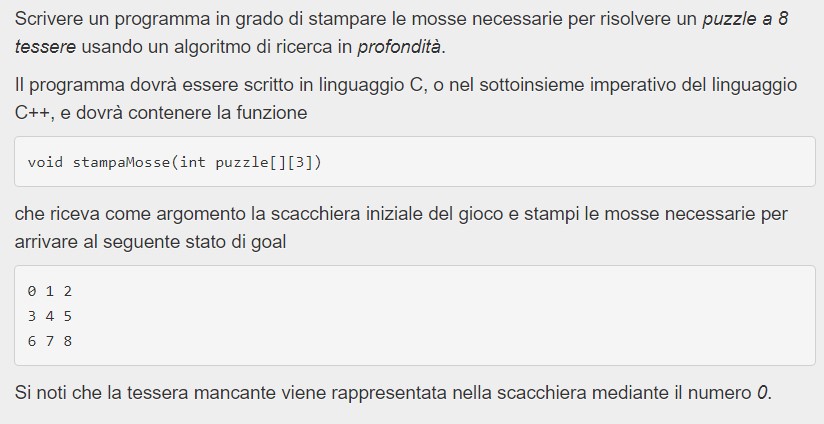 Scrivere un programma in grado di stampare le mosse necessarie per risolvere un puzzle a 8
tessere usando un algoritmo di ricerca in profondità.
Il programma dovrà essere scritto in linguaggio C, o nel sottoinsieme imperativo del linguaggio
C++, e dovrà contenere la funzione
void stampaMosse(int puzzle[][3])
che riceva come argomento la scacchiera iniziale del gioco e stampi le mosse necessarie per
arrivare al seguente stato di goal
0 1 2
3 4 5
6 7 8
Si noti che la tessera mancante viene rappresentata nella scacchiera mediante il numero 0.